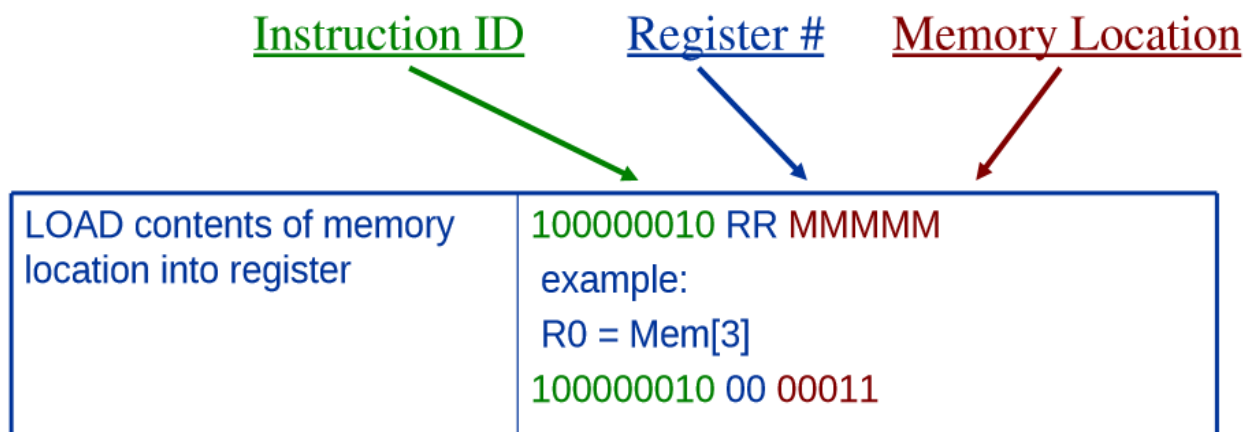 Instruction ID Register # Memory Location
LOAD contents of memory
location into register
100000010 RR MMMMM
example:
R0 = Mem[3]
100000010 00 00011